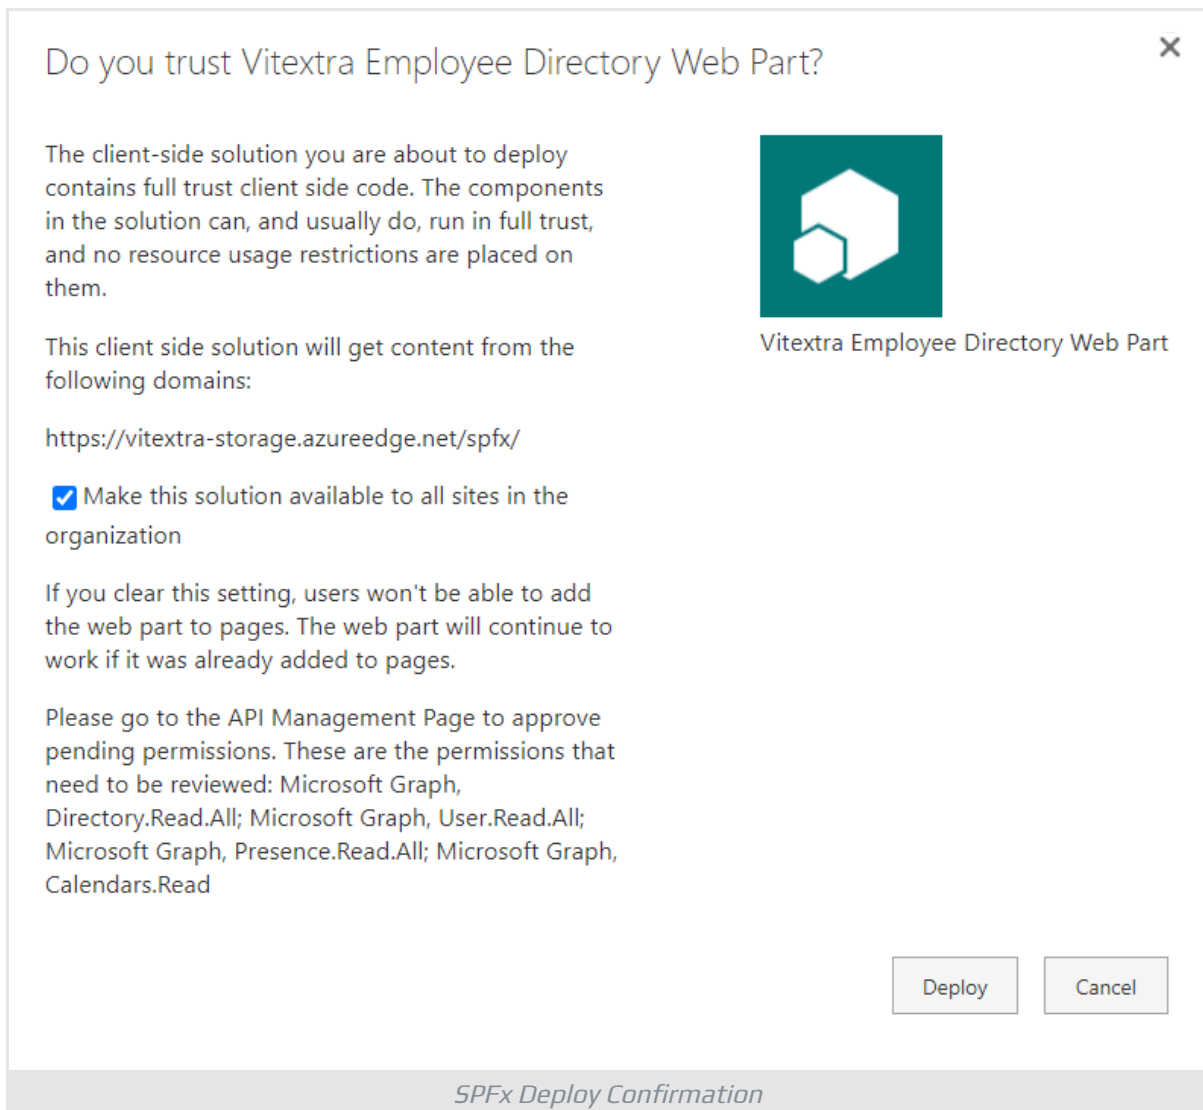 Do you trust Vitextra Employee Directory Web Part?
The client-side solution you are about to deploy
contains full trust client side code. The components
in the solution can, and usually do, run in full trust,
and no resource usage restrictions are placed on
them.
This client side solution will get content from the
following domains:
https://vitextra-storage.azureedge.net/spfx/
Make this solution available to all sites in the
organization
If you clear this setting, users won't be able to add
the web part to pages. The web part will continue to
work if it was already added to pages.
Please go to the API Management Page to approve
pending permissions. These are the permissions that
need to be reviewed: Microsoft Graph,
Directory.Read.All; Microsoft Graph, User.Read.All;
Microsoft Graph, Presence.Read.All; Microsoft Graph,
Calendars.Read
Vitextra Employee Directory Web Part
Deploy
Cancel
SPFx Deploy Confirmation